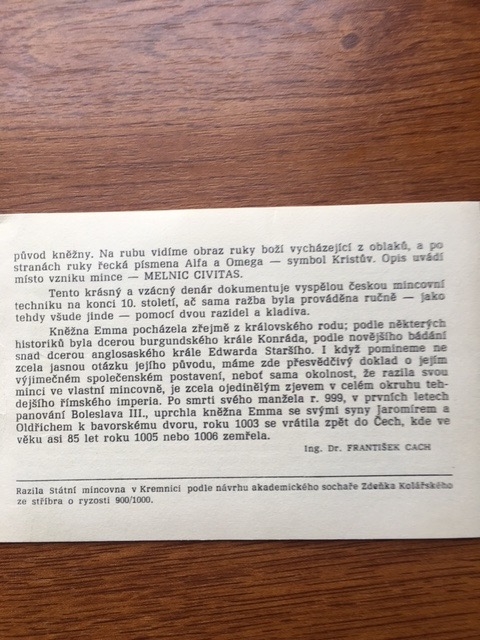 původ kněžny. Na rubu vidíme obraz ruky boží vycházející z oblaků, a po
stranách ruky řecká písmena Alfa a Omega — symbol Kristův. Opis uvádí
místo vzniku mince — MELNIC CIVITAS.
Tento krásný a vzácný denár dokumentuje vyspělou českou mincovní
techniku na konci 10. století, ač sama ražba byla prováděna ručně — jako
tehdy všude jinde — pomocí dvou razidel a kladiva.
Kněžna Emma pocházela zřejmě z královského rodu; podle některých
historiků byla dcerou burgundského krále Konráda, podle novějšího bádání
snad dcerou anglosaského krále Edwarda Staršího. I když pomineme ne
zcela jasnou otázku jejího původu, máme zde přesvědčivý doklad o jejím
výjimečném společenském postavení, neboť sama okolnost, že razila svou
minci ve vlastní mincovně, je zcela ojedinělým zjevem v celém okruhu teh-
dejšího římského imperia. Po smrti svého manžela r. 999, v prvních letech
panování Boleslava III., uprchla kněžna Emma se svými syny Jaromírem a
Oldřichem k bavorskému dvoru, roku 1003 se vrátila zpět do Čech, kde ve
věku asi 85 let roku 1005 nebo 1006 zemřela.
Ing. Dr. FRANTIŠEK CACH
Razila Státní mincovna v Kremnici podle návrhu akademického sochaře Zdeňka Kolářského
ze stříbra o ryzosti 900/1000.